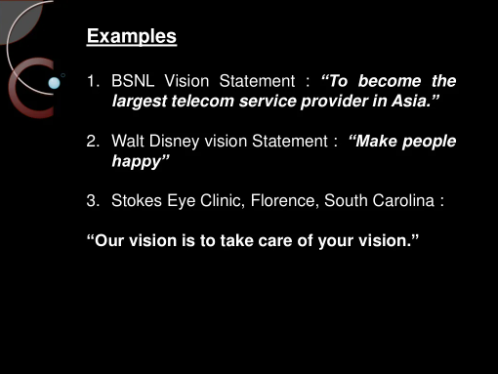 Examples
1. BSNL Vision Statement : “To become the
largest telecom service provider in Asia.”
2. Walt Disney vision Statement : “Make people
happy”
3. Stokes Eye Clinic, Florence, South Carolina :
“Our vision is to take care of your vision.”